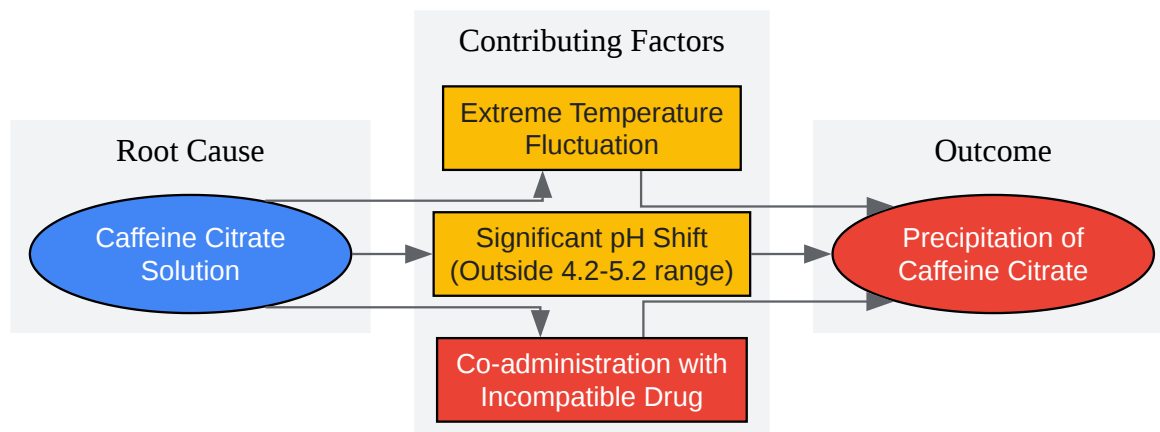 Root Cause
Caffeine Citrate
Solution
Contributing Factors
Extreme Temperature
Fluctuation
Significant pH Shift
(Outside 4.2-5.2 range)
Co-administration with
Incompatible Drug
Outcome
Precipitation of
Caffeine Citrate